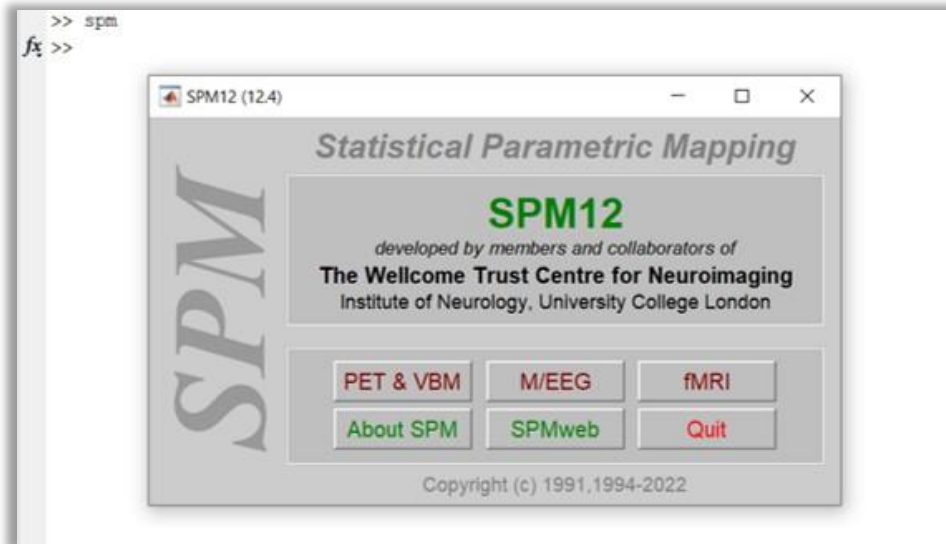 >> spm
fx >>
SPM12 (12.4)
Statistical Parametric Mapping
SPM
SPM12
developed by members and collaborators of
The Wellcome Trust Centre for Neuroimaging
Institute of Neurology, University College London
PET & VBM M/EEG fMRI
About SPM SPMweb Quit
Copyright (c) 1991,1994-2022